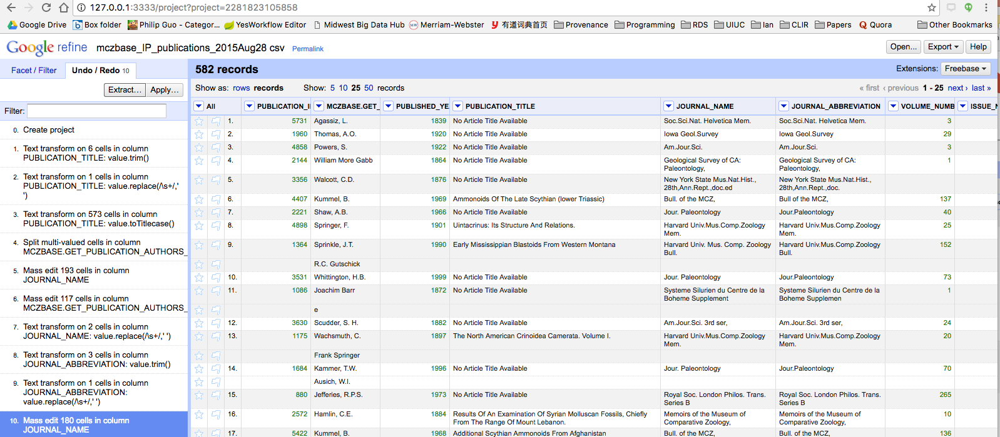 127.0.0.1:3333/project?project=2281823105858
Google Drive Box folder Philip Guo - Categor... YesWorkflow Editor Midwest Big Data Hub Merriam-Webster 有道词典首页 Provenance Programming RDS UIUC Ian CLIR Papers Quora Other Bookmarks
Google refine mczbase_IP_publications_2015Aug28 csv Permalink Open... Export Help
Facet / Filter Undo / Redo 10
582 records
Extensions: Freebase
Extract... Apply...
Show as: rows records Show: 5 10 25 50 records « first ‹ previous 1 - 25 next › last »
Filter:
0. Create project
1. Text transform on 6 cells in column
PUBLICATION_TITLE: value.trim()
2. Text transform on 1 cells in column
PUBLICATION_TITLE: value.replace(/\s+/,'
')
3. Text transform on 573 cells in column
PUBLICATION_TITLE: value.toTitlecase()
4. Split multi-valued cells in column
MCZBASE.GET_PUBLICATION_AUTHORS_
5. Mass edit 193 cells in column
JOURNAL_NAME
6. Mass edit 117 cells in column
MCZBASE.GET_PUBLICATION_AUTHORS_
7. Text transform on 2 cells in column
JOURNAL_NAME: value.replace(/\s+/,' ')
8. Text transform on 3 cells in column
JOURNAL_ABBREVIATION: value.trim()
9. Text transform on 1 cells in column
JOURNAL_ABBREVIATION:
value.replace(/\s+/,' ')
10. Mass edit 180 cells in column
JOURNAL_NAME
All PUBLICATION_I MCZBASE.GET_ PUBLISHED_YE PUBLICATION_TITLE JOURNAL_NAME JOURNAL_ABBREVIATION VOLUME_NUMB ISSUE_N
1. 5731 Agassiz, L. 1839 No Article Title Available Soc.Sci.Nat. Helvetica Mem. Soc.Sci.Nat. Helvetica Mem. 3
2. 1960 Thomas, A.O. 1920 No Article Title Available Iowa Geol.Survey Iowa Geol.Survey 29
3. 4858 Powers, S. 1922 No Article Title Available Am.Jour.Sci. Am.Jour.Sci. 3
4. 2144 William More Gabb 1864 No Article Title Available Geological Survey of CA: Geological Survey of CA: 1
Paleontology, Paleontology,
5. 3356 Walcott, C.D. 1876 No Article Title Available New York State Mus.Nat.Hist., New York State Mus.Nat.Hist.,
28th,Ann.Rept.,doc.ed 28th,Ann.Rept.,doc.
6. 4407 Kummel, B. 1969 Ammonoids Of The Late Scythian (lower Triassic) Bull. of the MCZ, Bull. of the MCZ, 137
7. 2221 Shaw, A.B. 1966 No Article Title Available Jour. Paleontology Jour.Paleontology 40
8. 4898 Springer, F. 1901 Uintacrinus: Its Structure And Relations. Harvard Univ.Mus.Comp.Zoology Harvard Univ.Mus.Comp.Zoology 25
Mem. Mem.
9. 1364 Sprinkle, J.T. 1990 Early Mississippian Blastoids From Western Montana Harvard Univ. Mus. Comp. Zoology Harvard Univ.Mus.Comp.Zoology 152
Bull. Bull.
R.C. Gutschick
10. 3531 Whittington, H.B. 1999 No Article Title Available Jour. Paleontology Jour.Paleontology 73
11. 1086 Joachim Barr 1872 No Article Title Available Systeme Silurien du Centre de la Systeme Silurien du Centre de la 1
Boheme Supplement Boheme Supplemen
e
12. 3630 Scudder, S. H. 1882 No Article Title Available Am.Jour.Sci. 3rd ser, Am.Jour.Sci. 3rd ser, 24
13. 1175 Wachsmuth, C. 1897 The North American Crinoidea Camerata. Volume I. Harvard Univ.Mus.Comp.Zoology Harvard Univ.Mus.Comp.Zoology 20
Mem. Mem.
Frank Springer
14. 1684 Kammer, T.W. 1996 No Article Title Available Jour. Paleontology Jour.Paleontology 70
Ausich, W.I.
15. 880 Jefferies, R.P.S. 1973 No Article Title Available Royal Soc. London Philos. Trans. Royal Soc. London Philos. Trans. 265
Series B Series B
16. 2572 Hamlin, C.E. 1884 Results Of An Examination Of Syrian Molluscan Fossils, Chiefly Memoirs of the Museum of Memoirs of the Museum of 10
From The Range Of Mount Lebanon. Comparative Zoology, Comparative Zoology,
17. 5422 Kummel, B. 1968 Additional Scythian Ammonoids From Afghanistan Bull. of the MCZ, Bull. of the MCZ, 136